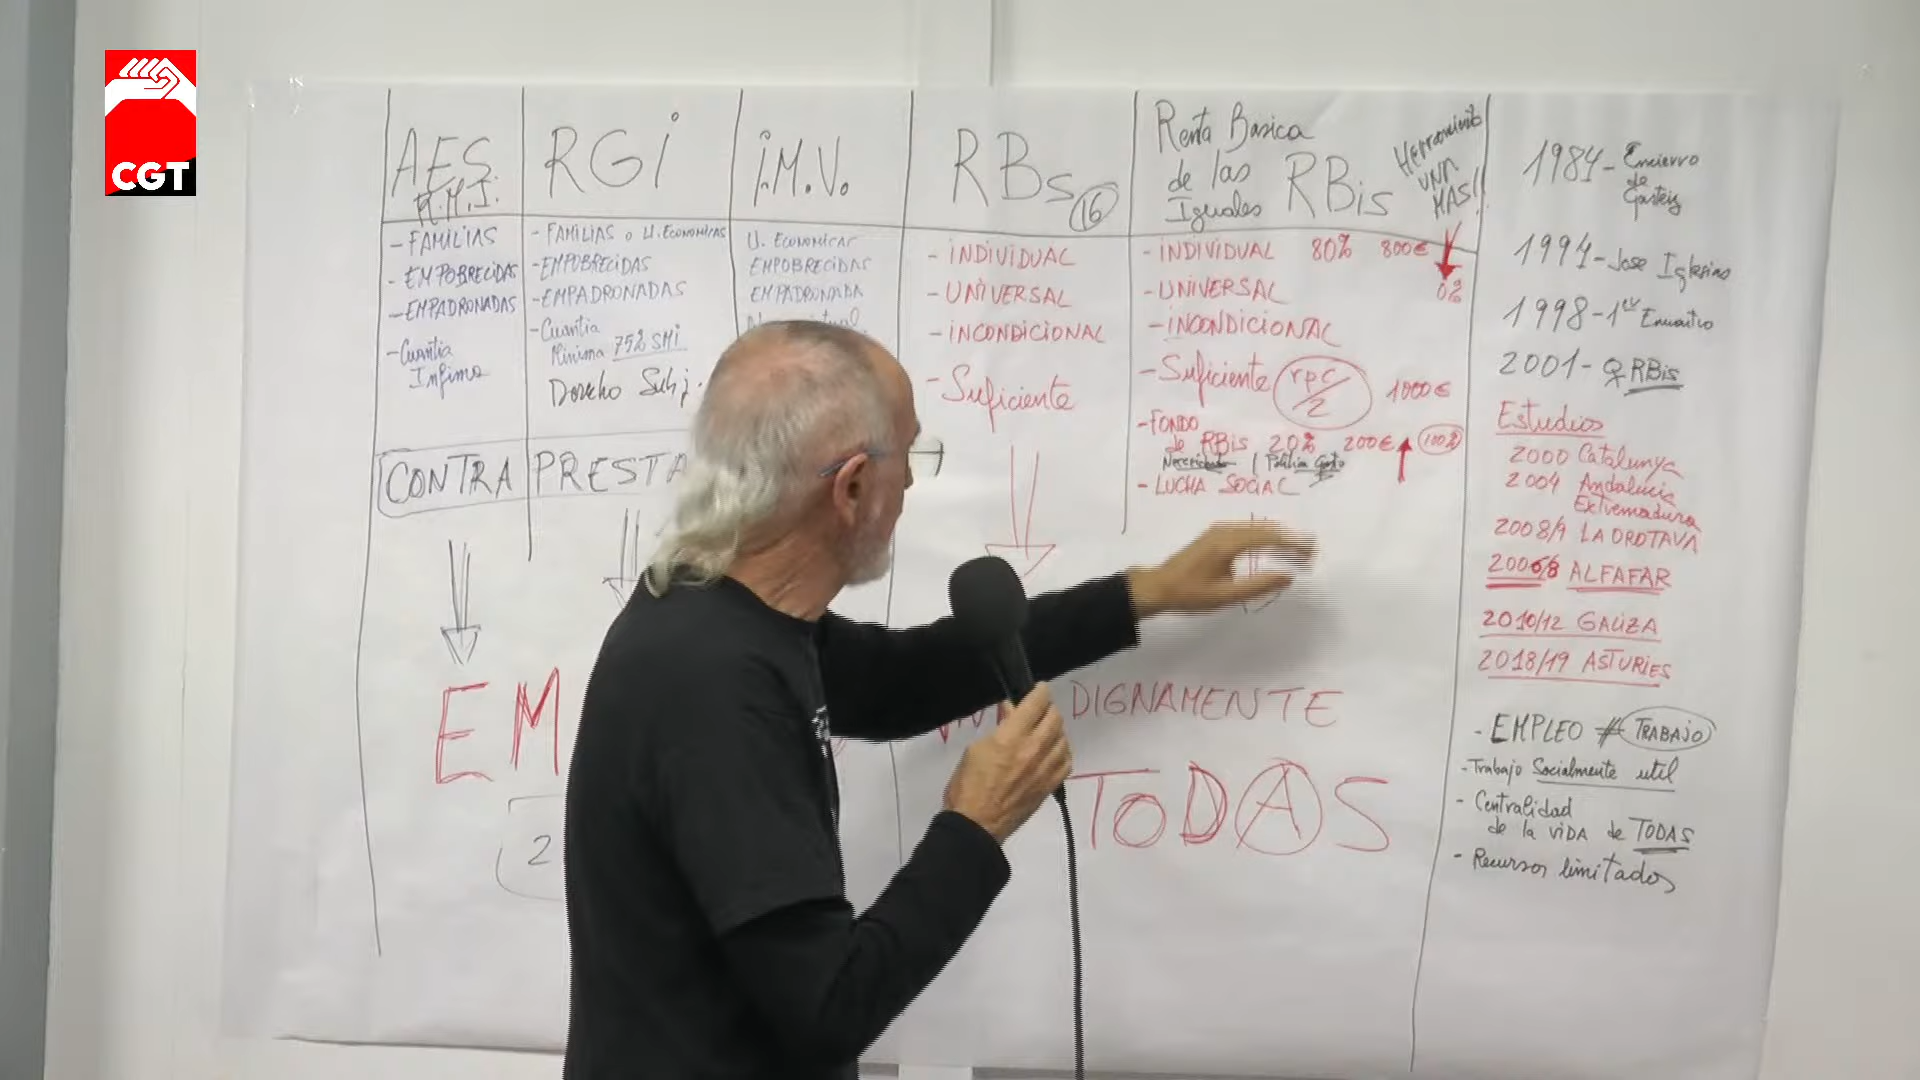 CGT
AES
R.M.I.
- FAMILIAS
- EMPOBRECIDAS
- EMPADRONADAS
- Cuantia
Infima
RGI
- FAMILIAS o U. ECONOMICAS
- EMPOBRECIDAS
- EMPADRONADAS
- Cuantia
Minima 75% SMI
Derecho Subj.
I.M.V.
U. ECONOMICAS
EMPOBRECIDAS
EMPADRONADA
CONTRA PRESTA
EM
2
RBs 16
- INDIVIDUAL
- UNIVERSAL
- INCONDICIONAL
- Suficiente
Renta Basica
de las
Iguales RBis
Herramienta
UNA
MAS!!
- INDIVIDUAL 80% 800€
- UNIVERSAL 0%
- INCONDICIONAL
- Suficiente rpc/2 1000€
- FONDO
de RBis 20% 200€ 100%
- LUCHA SOCIAL
DIGNAMENTE
TODAS
1984 - Encierro
de
Gasteiz
1994 - Jose Iglesias
1998 - 1er Encuentro
2001 - ♀ RBis
Estudios
2000 Catalunya
2004 Andalucia
Extremadura
2008/9 LA OROTAVA
2006/8 ALFAFAR
2010/12 GALIZA
2018/19 ASTURIES
- EMPLEO ≠ TRABAJO
- Trabajo Socialmente util
- Centralidad
de la VIDA de TODAS
- Recursos limitados